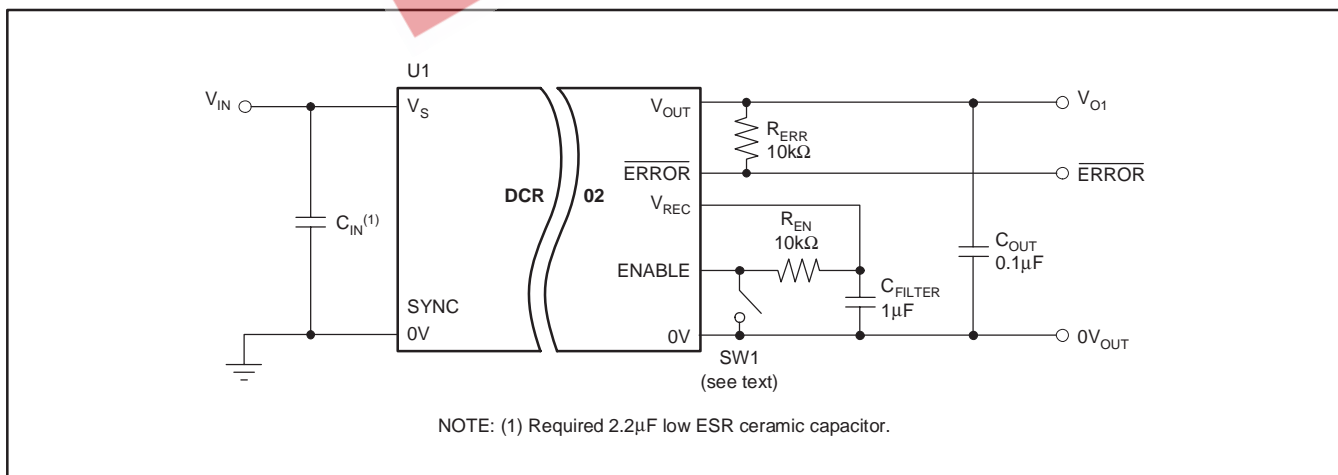 U1
V_IN
V_S
V_OUT
V_O1
R_ERR
10kΩ
ERROR
ERROR
DCR 02
V_REC
R_EN
10kΩ
C_IN(1)
C_OUT
0.1μF
ENABLE
C_FILTER
1μF
SYNC
0V
0V
0V_OUT
SW1
(see text)
NOTE: (1) Required 2.2μF low ESR ceramic capacitor.